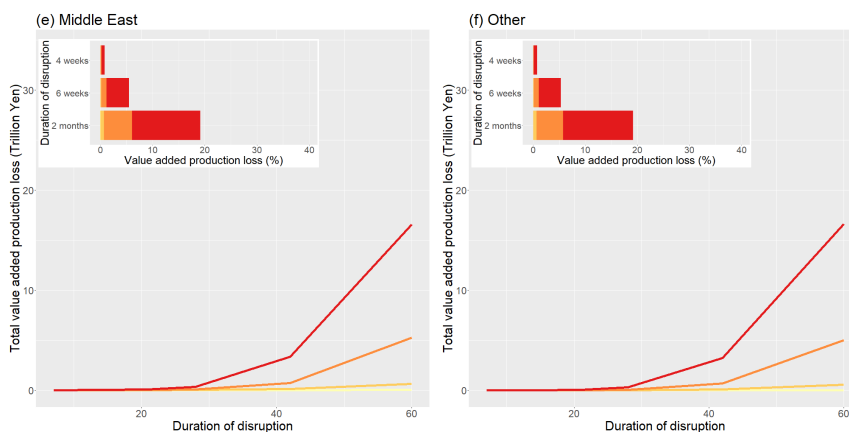 (e) Middle East
Total value added production loss (Trillion Yen)
30
20
10
0
20
40
60
Duration of disruption
Duration of disruption
4 weeks
6 weeks
2 months
0
10
20
30
40
Value added production loss (%)
(f) Other
Total value added production loss (Trillion Yen)
30
20
10
0
20
40
60
Duration of disruption
Duration of disruption
4 weeks
6 weeks
2 months
0
10
20
30
40
Value added production loss (%)